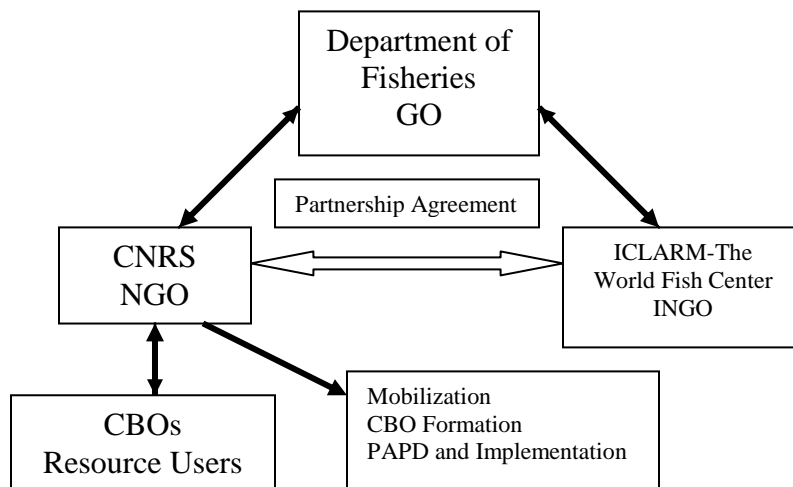 Department of
Fisheries
GO
Partnership Agreement
CNRS
NGO
ICLARM-The
World Fish Center
INGO
CBOs
Resource Users
Mobilization
CBO Formation
PAPD and Implementation